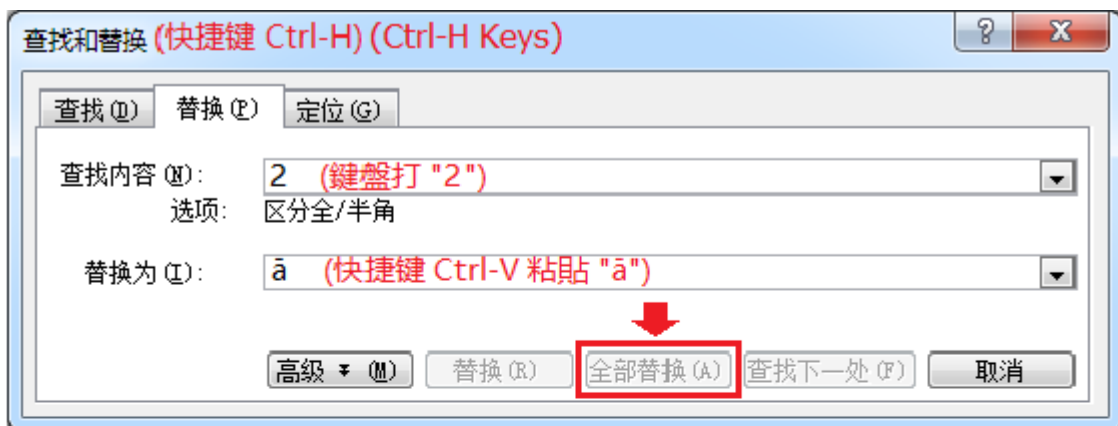 查找和替换 (快捷键 Ctrl-H) (Ctrl-H Keys)
查找(D) 替换(P) 定位(G)
查找内容(N): 2 (鍵盤打 "2")
选项: 区分全/半角
替换为(I): ā (快捷键 Ctrl-V 粘貼 "ā")
高级 (M) 替换(R) 全部替换(A) 查找下一处(F) 取消